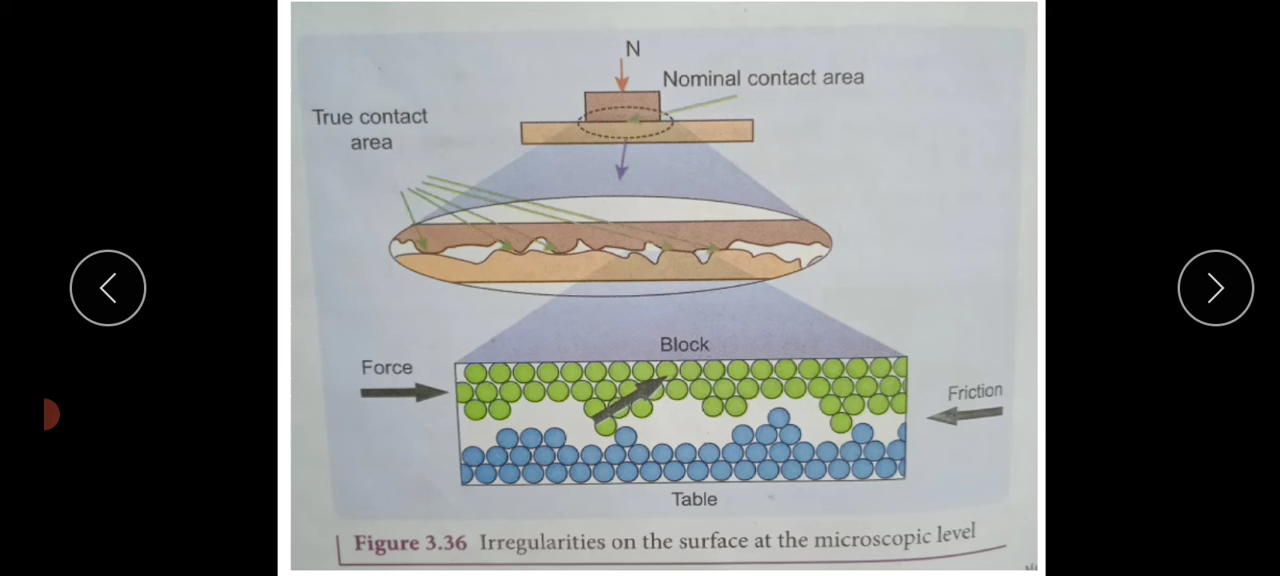 N
Nominal contact area
True contact
area
Block
Force
Friction
Table
Figure 3.36 Irregularities on the surface at the microscopic level